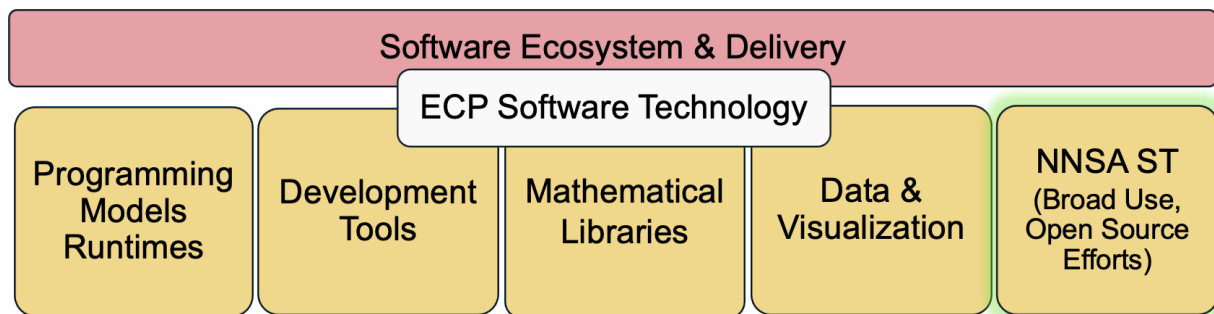 Software Ecosystem & Delivery
ECP Software Technology
Programming
Models
Runtimes
Development
Tools
Mathematical
Libraries
Data &
Visualization
NNSA ST
(Broad Use,
Open Source
Efforts)